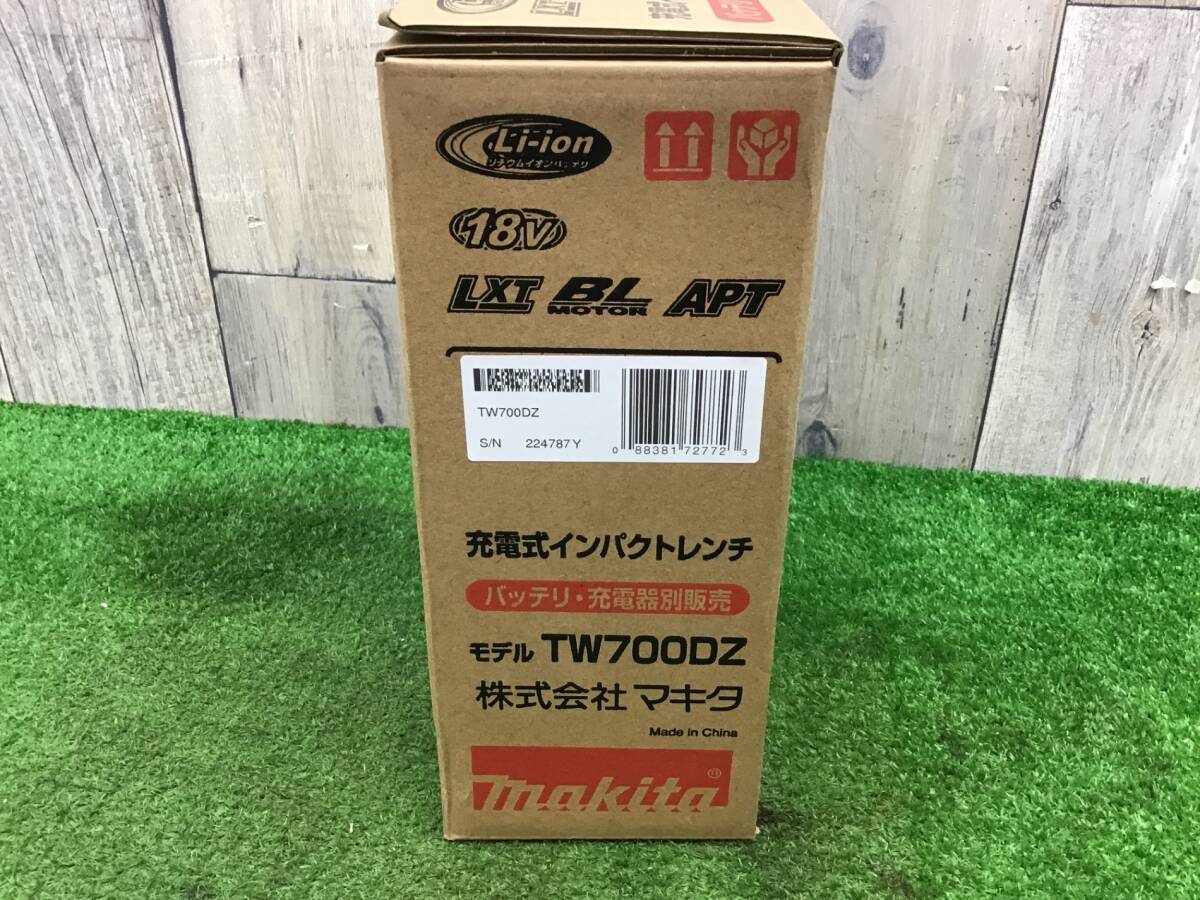 LXT
Li-ion
リチウムイオンバッテリ
18V
LXT BL MOTOR APT
TW700DZ
S/N 224787Y
0 88381 72772 3
充電式インパクトレンチ
バッテリ・充電器別販売
モデル TW700DZ
株式会社 マキタ
Made in China
makita®